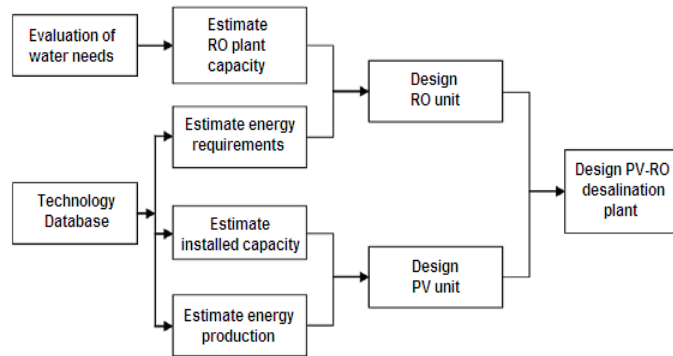 Evaluation of
water needs
Estimate
RO plant
capacity
Estimate energy
requirements
Technology
Database
Estimate
installed capacity
Estimate energy
production
Design
RO unit
Design
PV unit
Design PV-RO
desalination
plant